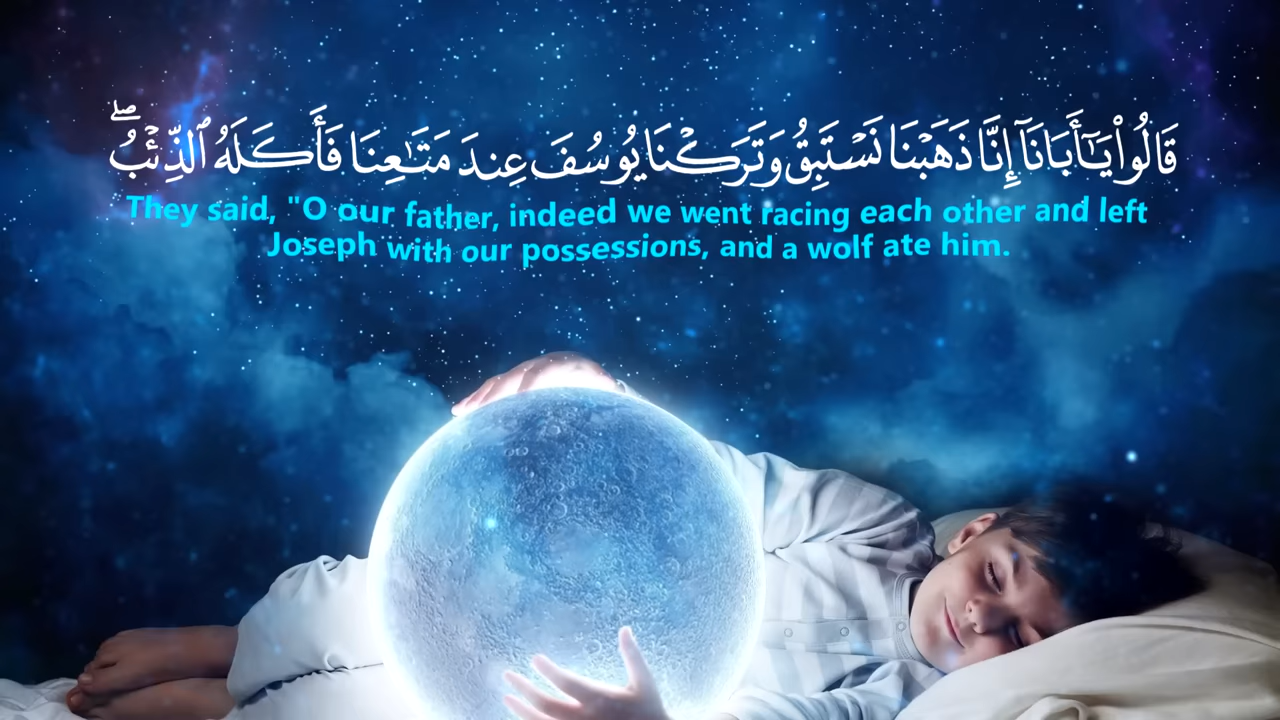 قَالُوا۟ يَـٰٓأَبَانَآ إِنَّا ذَهَبْنَا نَسْتَبِقُ وَتَرَكْنَا يُوسُفَ عِندَ مَتَـٰعِنَا فَأَكَلَهُ ٱلذِّئْبُ ۖ
They said, "O our father, indeed we went racing each other and left
Joseph with our possessions, and a wolf ate him.